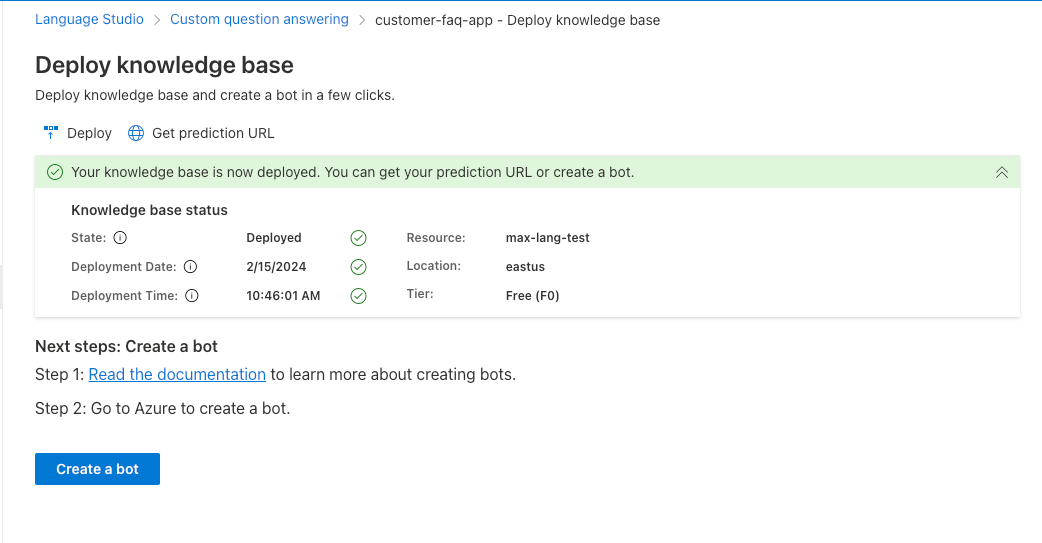 Language Studio > Custom question answering > customer-faq-app - Deploy knowledge base
Deploy knowledge base
Deploy knowledge base and create a bot in a few clicks.
Deploy Get prediction URL
Your knowledge base is now deployed. You can get your prediction URL or create a bot.
Knowledge base status
State: Deployed Resource: max-lang-test
Deployment Date: 2/15/2024 Location: eastus
Deployment Time: 10:46:01 AM Tier: Free (F0)
Next steps: Create a bot
Step 1: Read the documentation to learn more about creating bots.
Step 2: Go to Azure to create a bot.
Create a bot